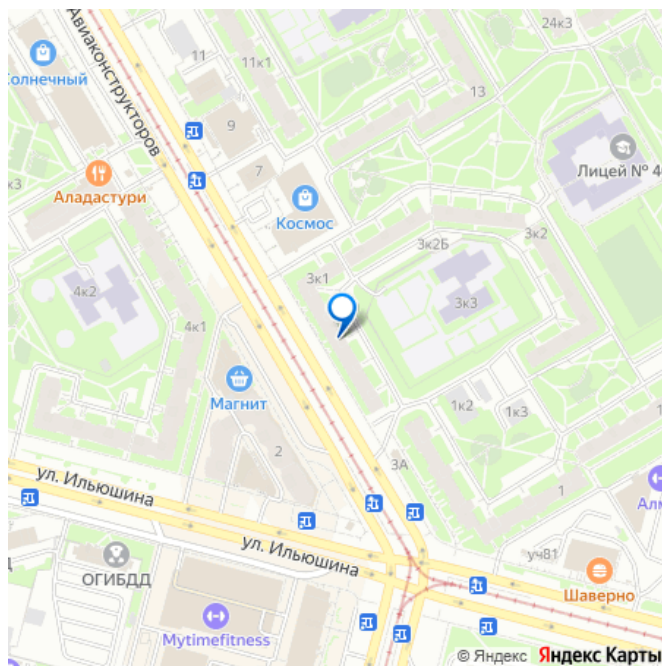 24к3
11
11к1
Солнечный
Авиаконструкторов
13
9
Лицей № 40
7
к3
Аладастури
Космос
3к2
3к2Б
3к1
4к2
3к3
4к1
Магнит
1к2
1к3
2
3А
ул. Ильюшина
1
Алм
ул. Ильюшина
уч81
ОГИБДД
Шаверно
Mytimefitness
© Яндекс Яндекс Карты